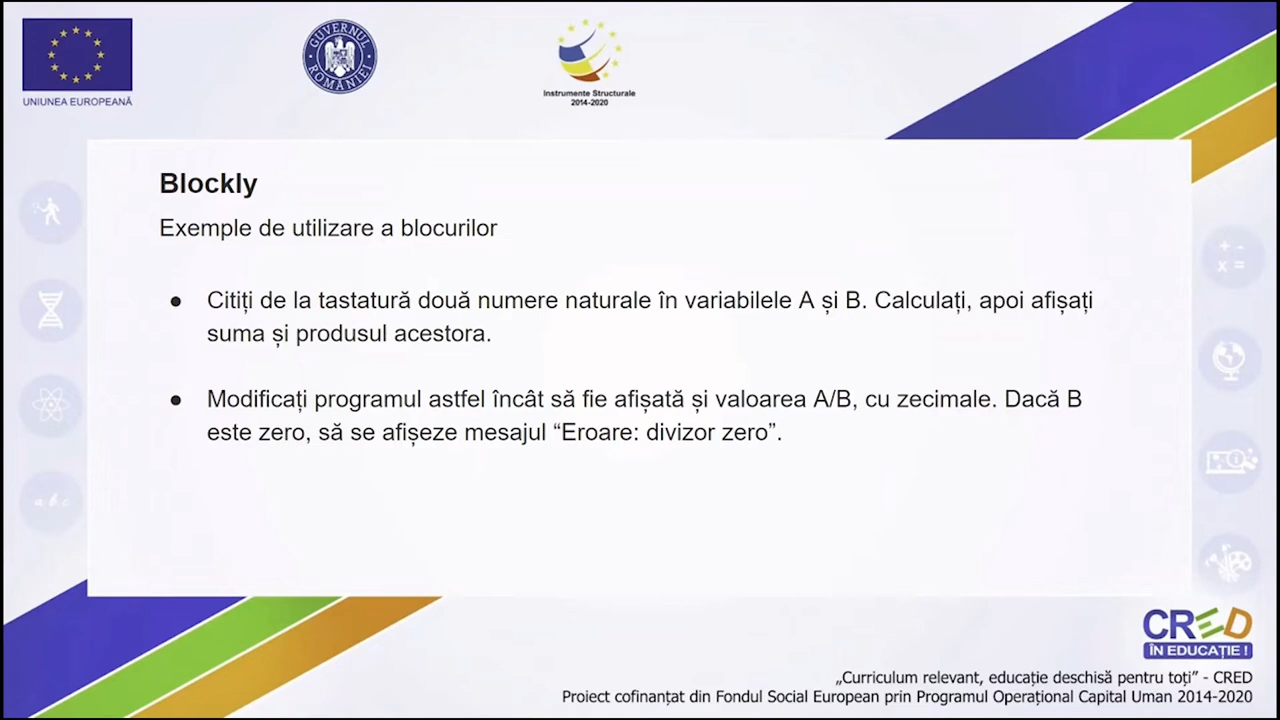 UNIUNEA EUROPEANĂ
GUVERNUL ROMÂNIEI
Instrumente Structurale
2014-2020
Blockly
Exemple de utilizare a blocurilor
● Citiți de la tastatură două numere naturale în variabilele A și B. Calculați, apoi afișați
suma și produsul acestora.
● Modificați programul astfel încât să fie afișată și valoarea A/B, cu zecimale. Dacă B
este zero, să se afișeze mesajul “Eroare: divizor zero”.
+ -
x =
a b c
CRED
ÎN EDUCAȚIE !
„Curriculum relevant, educație deschisă pentru toți” - CRED
Proiect cofinanțat din Fondul Social European prin Programul Operațional Capital Uman 2014-2020